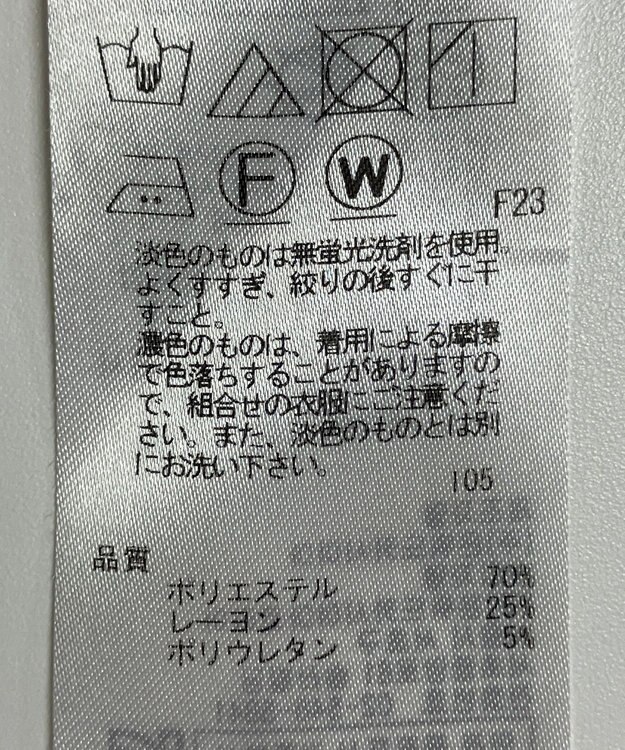 F W F23
淡色のものは無蛍光洗剤を使用。
よくすすぎ、絞りの後すぐに干
すこと。
濃色のものは、着用による摩擦
で色落ちすることがありますの
で、組合せの衣服にご注意くだ
さい。また、淡色のものとは別
にお洗い下さい。
105
品質
ポリエステル 70%
レーヨン 25%
ポリウレタン 5%